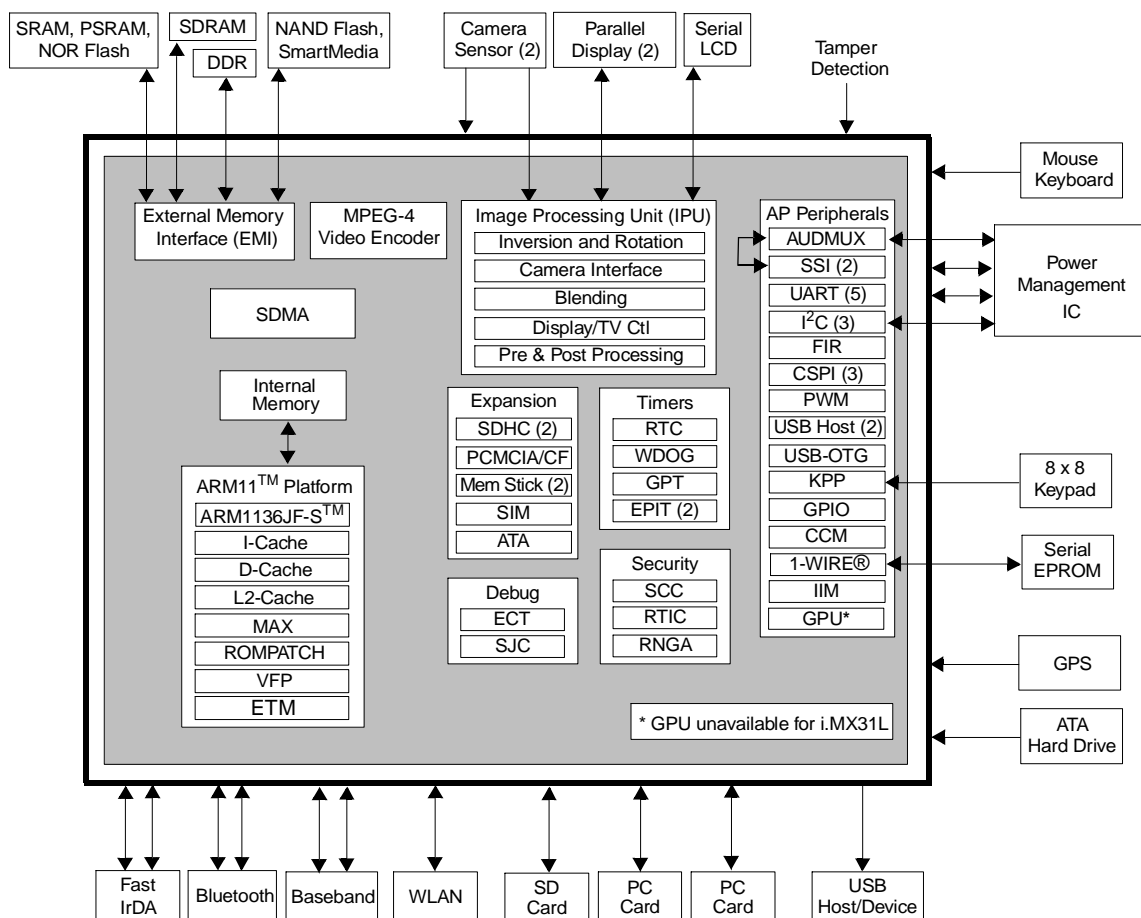 SRAM, PSRAM,
NOR Flash
SDRAM
DDR
NAND Flash,
SmartMedia
Camera
Sensor (2)
Parallel
Display (2)
Serial
LCD
Tamper
Detection
Mouse
Keyboard
External Memory
Interface (EMI)
MPEG-4
Video Encoder
Image Processing Unit (IPU)
Inversion and Rotation
Camera Interface
Blending
Display/TV Ctl
Pre & Post Processing
AP Peripherals
AUDMUX
SSI (2)
UART (5)
I²C (3)
FIR
CSPI (3)
PWM
USB Host (2)
USB-OTG
KPP
GPIO
CCM
1-WIRE®
IIM
GPU*
Power
Management
IC
SDMA
Internal
Memory
Expansion
SDHC (2)
PCMCIA/CF
Mem Stick (2)
SIM
ATA
Timers
RTC
WDOG
GPT
EPIT (2)
8 x 8
Keypad
ARM11™ Platform
ARM1136JF-S™
I-Cache
D-Cache
L2-Cache
MAX
ROMPATCH
VFP
ETM
Debug
ECT
SJC
Security
SCC
RTIC
RNGA
Serial
EPROM
GPS
* GPU unavailable for i.MX31L
ATA
Hard Drive
Fast
IrDA
Bluetooth
Baseband
WLAN
SD
Card
PC
Card
PC
Card
USB
Host/Device